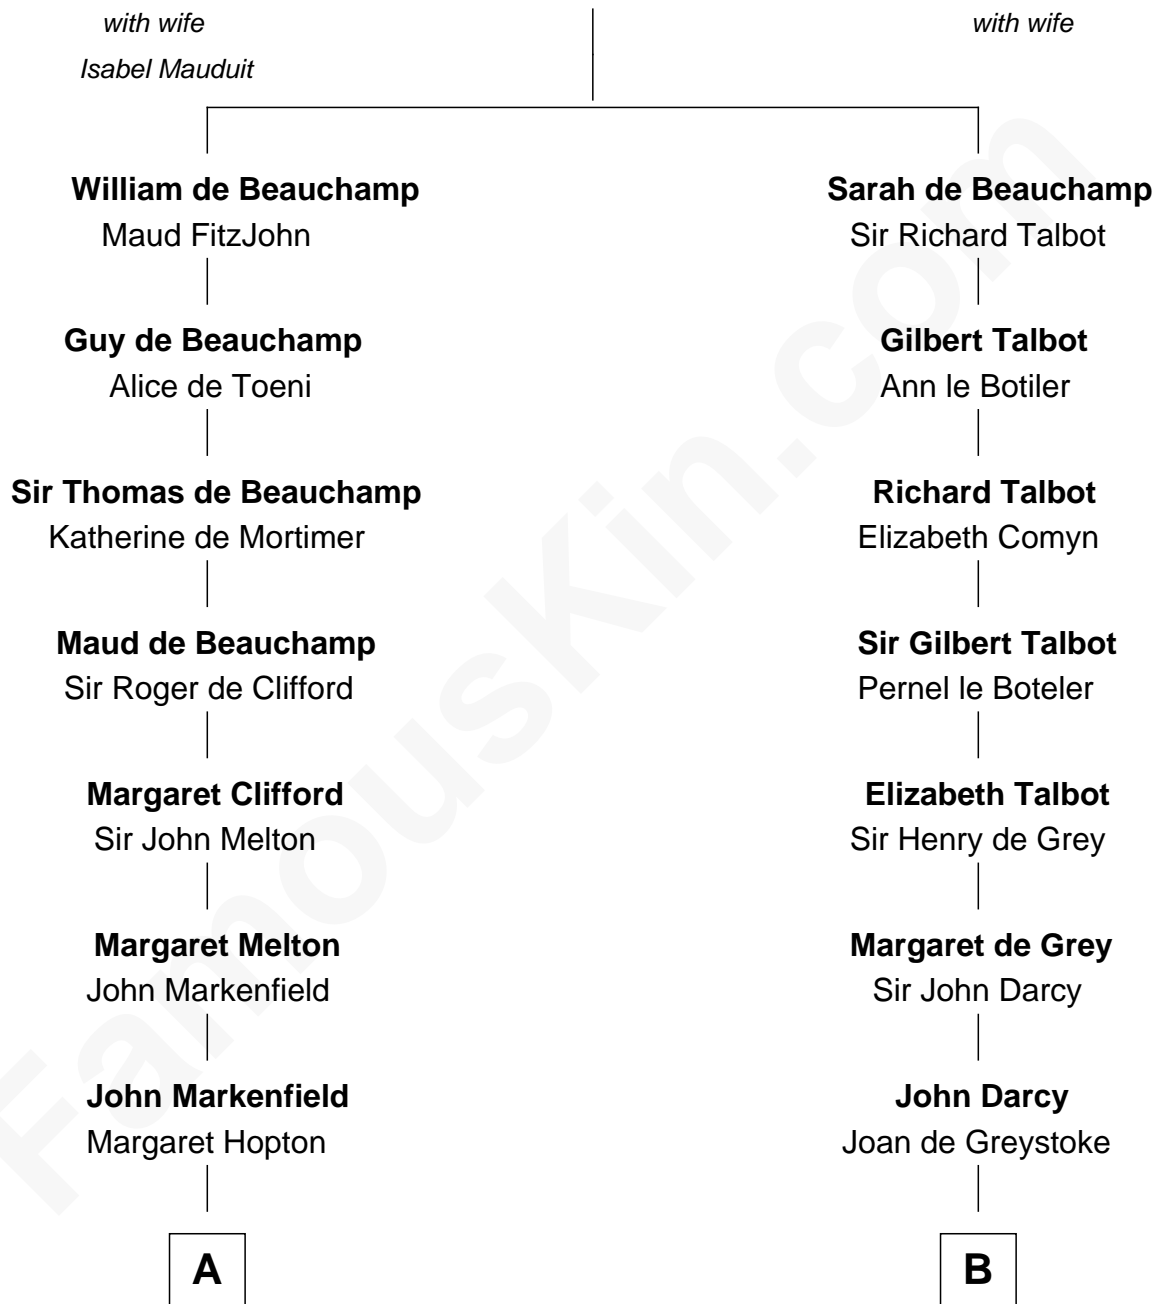 with wife
with wife
Isabel Mauduit
William de Beauchamp
Maud FitzJohn
Sarah de Beauchamp
Sir Richard Talbot
Guy de Beauchamp
Alice de Toeni
Gilbert Talbot
Ann le Botiler
Sir Thomas de Beauchamp
Katherine de Mortimer
Richard Talbot
Elizabeth Comyn
Maud de Beauchamp
Sir Roger de Clifford
Sir Gilbert Talbot
Pernel le Boteler
Margaret Clifford
Sir John Melton
Elizabeth Talbot
Sir Henry de Grey
Margaret Melton
John Markenfield
Margaret de Grey
Sir John Darcy
John Markenfield
Margaret Hopton
John Darcy
Joan de Greystoke
A
B
FamousKin.com